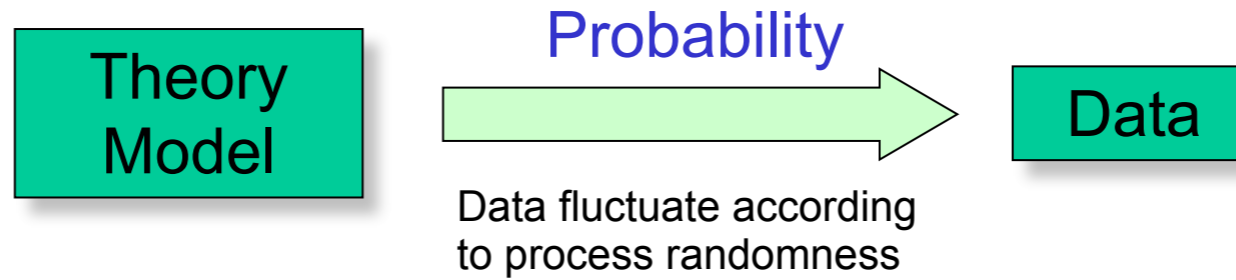 Theory
Model
Probability
Data fluctuate according
to process randomness
Data